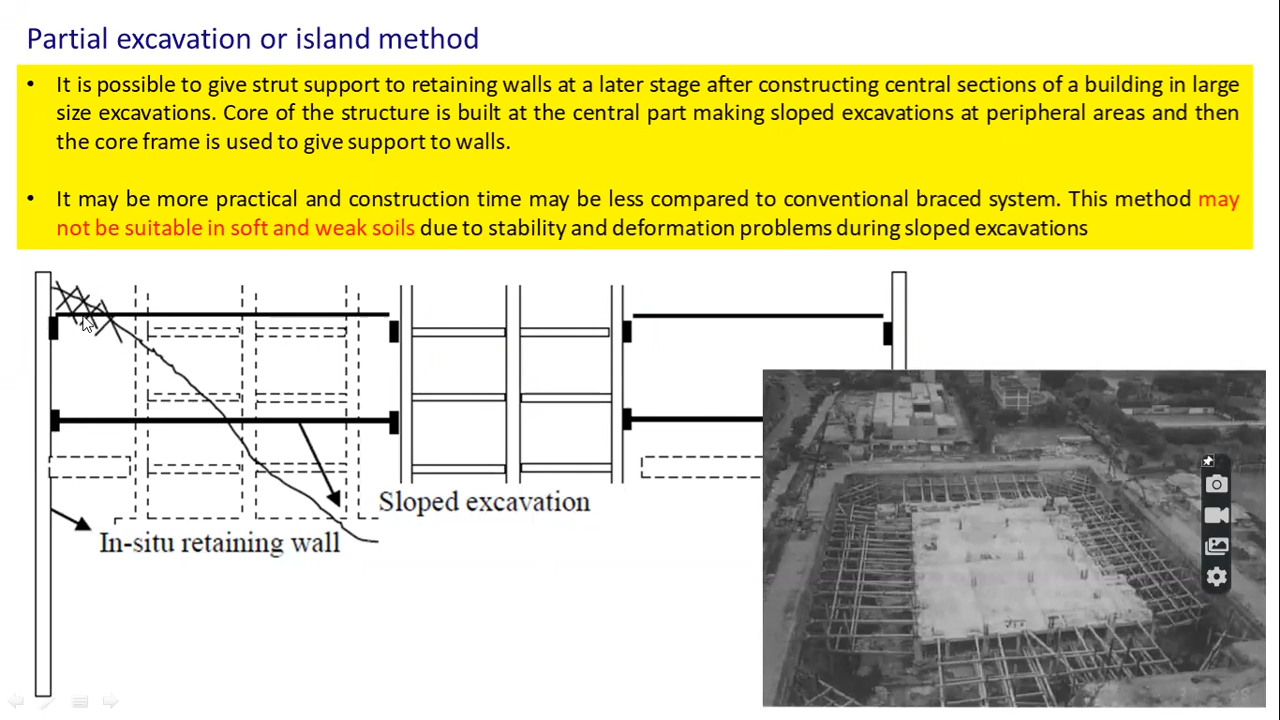 Partial excavation or island method
• It is possible to give strut support to retaining walls at a later stage after constructing central sections of a building in large
size excavations. Core of the structure is built at the central part making sloped excavations at peripheral areas and then
the core frame is used to give support to walls.
• It may be more practical and construction time may be less compared to conventional braced system. This method may
not be suitable in soft and weak soils due to stability and deformation problems during sloped excavations
Sloped excavation
In-situ retaining wall